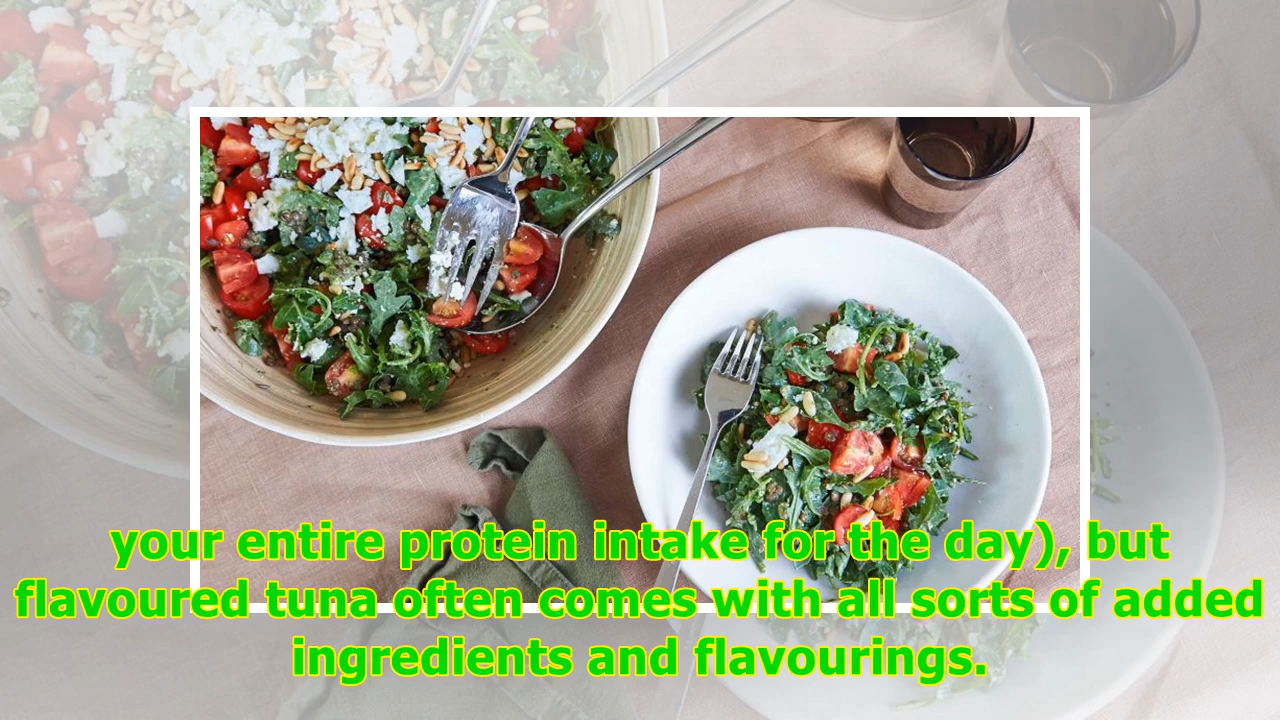 your entire protein intake for the day), but
flavoured tuna often comes with all sorts of added
ingredients and flavourings.